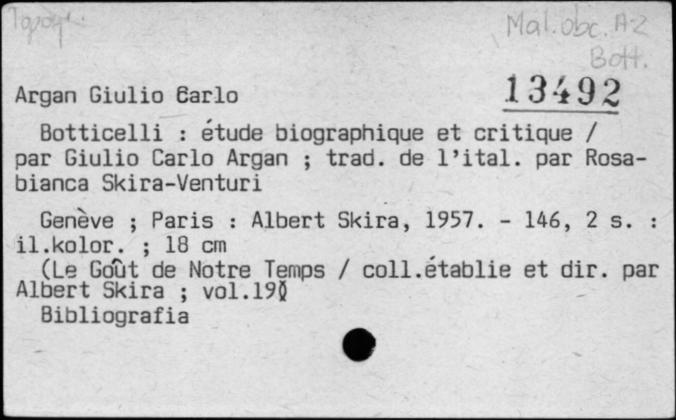 Topogr.
Mal. obc. A-Z
Bott.
13492
Argan Giulio Carlo
Botticelli : étude biographique et critique /
par Giulio Carlo Argan ; trad. de l'ital. par Rosa-
bianca Skira-Venturi
Genève ; Paris : Albert Skira, 1957. - 146, 2 s. :
il.kolor. ; 18 cm
(Le Goût de Notre Temps / coll.établie et dir. par
Albert Skira ; vol.19)
Bibliografia